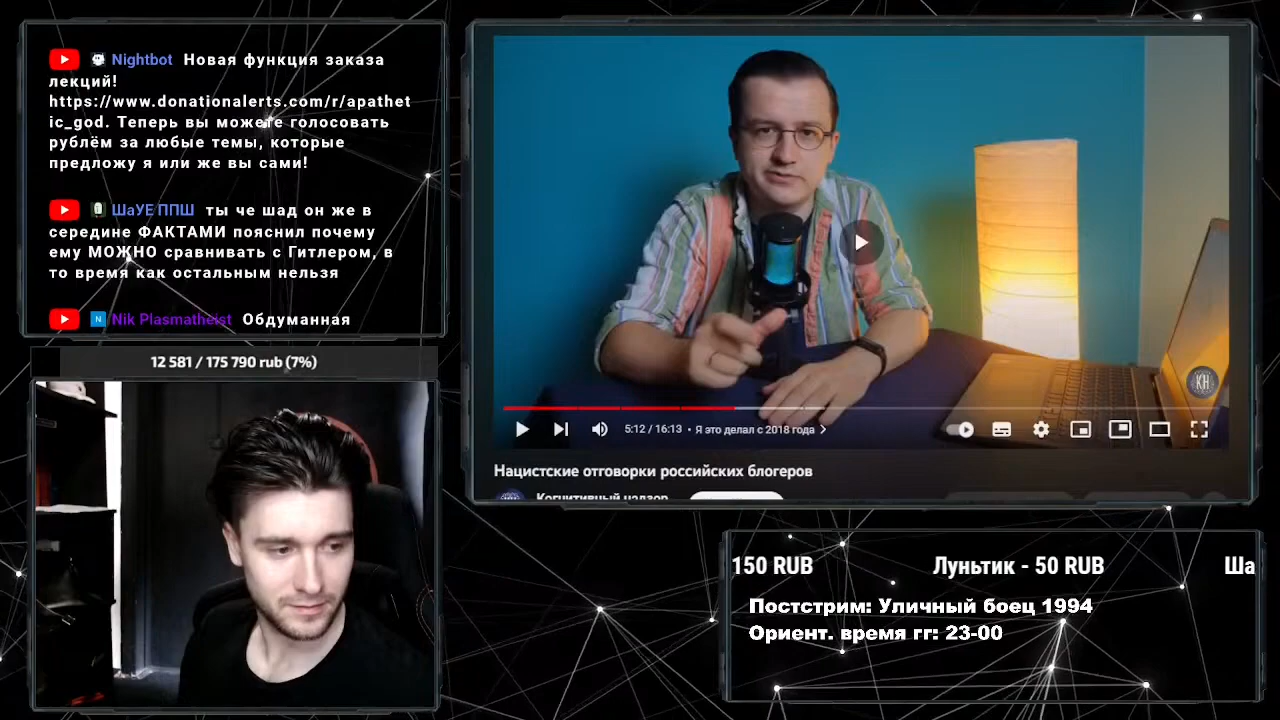 Nightbot Новая функция заказа
лекций!
https://www.donationalerts.com/r/apathet
ic_god. Теперь вы можете голосовать
рублём за любые темы, которые
предложу я или же вы сами!
ШаУЕ ППШ ты че шад он же в
середине ФАКТАМИ пояснил почему
ему МОЖНО сравнивать с Гитлером, в
то время как остальным нельзя
N Nik Plasmatheist Обдуманная
12 581 / 175 790 rub (7%)
КН
5:12 / 16:13 • Я это делал с 2018 года
Нацистские отговорки российских блогеров
Когнитивный надзор
150 RUB Луньтик - 50 RUB Ша
Постстрим: Уличный боец 1994
Ориент. время гг: 23-00